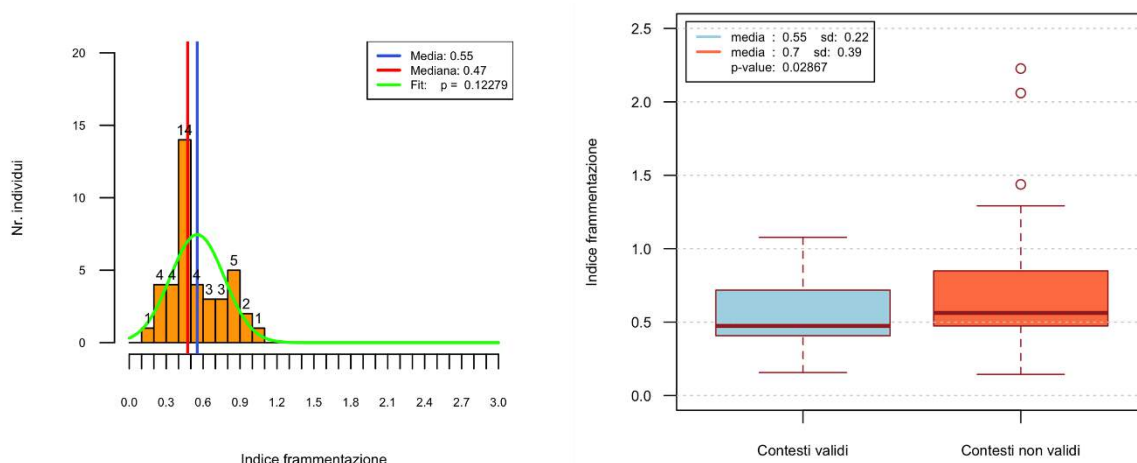 20
15
10
5
0
Nr. individui
Media: 0.55
Mediana: 0.47
Fit: p = 0.12279
1
4
4
14
4
3
3
5
2
1
0.0 0.3 0.6 0.9 1.2 1.5 1.8 2.1 2.4 2.7 3.0
Indice frammentazione
2.5
2.0
1.5
1.0
0.5
0.0
Indice frammentazione
media : 0.55 sd: 0.22
media : 0.7 sd: 0.39
p-value: 0.02867
Contesti validi
Contesti non validi